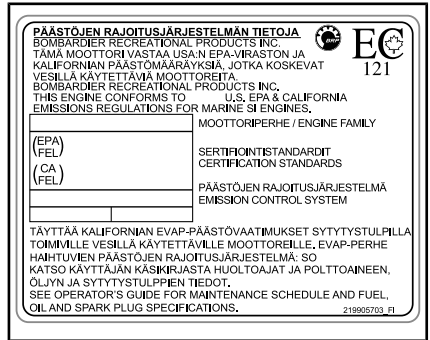 PÄÄSTÖJEN RAJOITUSJÄRJESTELMÄN TIETOJA
BOMBARDIER RECREATIONAL PRODUCTS INC.
TÄMÄ MOOTTORI VASTAA USA:N EPA-VIRASTON JA
KALIFORNIAN PÄÄSTÖMÄÄRÄYKSIÄ, JOTKA KOSKEVAT
VESILLÄ KÄYTETTÄVIÄ MOOTTOREITA.
BOMBARDIER RECREATIONAL PRODUCTS INC.
THIS ENGINE CONFORMS TO U.S. EPA & CALIFORNIA
EMISSIONS REGULATIONS FOR MARINE SI ENGINES.
brp
EC
121
MOOTTORIPERHE / ENGINE FAMILY
(EPA FEL)
SERTIFIOINTISTANDARDIT
CERTIFICATION STANDARDS
(CA FEL)
PÄÄSTÖJEN RAJOITUSJÄRJESTELMÄ
EMISSION CONTROL SYSTEM
TÄYTTÄÄ KALIFORNIAN EVAP-PÄÄSTÖVAATIMUKSET SYTYTYSTULPILLA
TOIMIVILLE VESILLÄ KÄYTETTÄVILLE MOOTTOREILLE. EVAP-PERHE
HAIHTUVIEN PÄÄSTÖJEN RAJOITUSJÄRJESTELMÄ: SO
KATSO KÄYTTÄJÄN KÄSIKIRJASTA HUOLTOAJAT JA POLTTOAINEEN,
ÖLJYN JA SYTYTYSTULPPIEN TIEDOT.
SEE OPERATOR'S GUIDE FOR MAINTENANCE SCHEDULE AND FUEL,
OIL AND SPARK PLUG SPECIFICATIONS.
219905703_FI